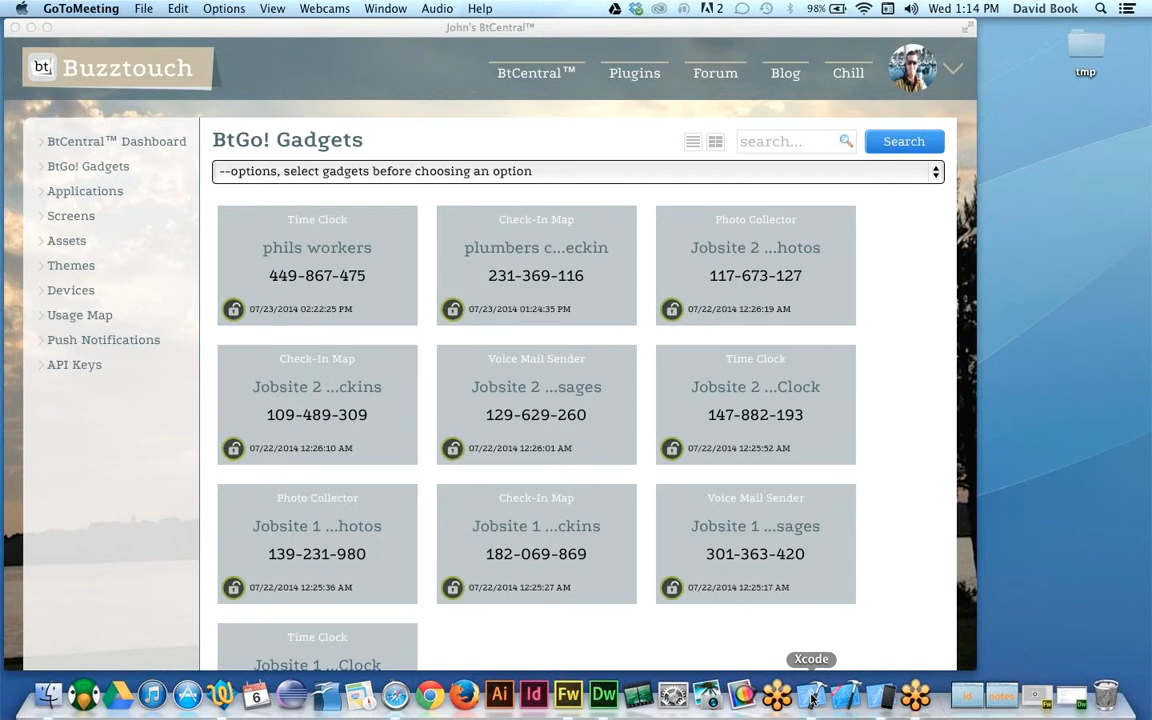 GoToMeeting File Edit Options View Webcams Window Audio Help 2 98% Wed 1:14 PM David Book
John's BtCentral™
bt Buzztouch
BtCentral™ Plugins Forum Blog Chill
tmp
BtCentral™ Dashboard
BtGo! Gadgets
Applications
Screens
Assets
Themes
Devices
Usage Map
Push Notifications
API Keys
BtGo! Gadgets
search... Search
--options, select gadgets before choosing an option
Time Clock
phils workers
449-867-475
07/23/2014 02:22:25 PM
Check-In Map
plumbers c...eckin
231-369-116
07/23/2014 01:24:35 PM
Photo Collector
Jobsite 2 ...hotos
117-673-127
07/22/2014 12:26:19 AM
Check-In Map
Jobsite 2 ...ckins
109-489-309
07/22/2014 12:26:10 AM
Voice Mail Sender
Jobsite 2 ...sages
129-629-260
07/22/2014 12:26:01 AM
Time Clock
Jobsite 2 ...Clock
147-882-193
07/22/2014 12:25:52 AM
Photo Collector
Jobsite 1 ...hotos
139-231-980
07/22/2014 12:25:36 AM
Check-In Map
Jobsite 1 ...ckins
182-069-869
07/22/2014 12:25:27 AM
Voice Mail Sender
Jobsite 1 ...sages
301-363-420
07/22/2014 12:25:17 AM
Time Clock
Jobsite 1 ...Clock
Xcode
6 Ai Id Fw Dw id notes